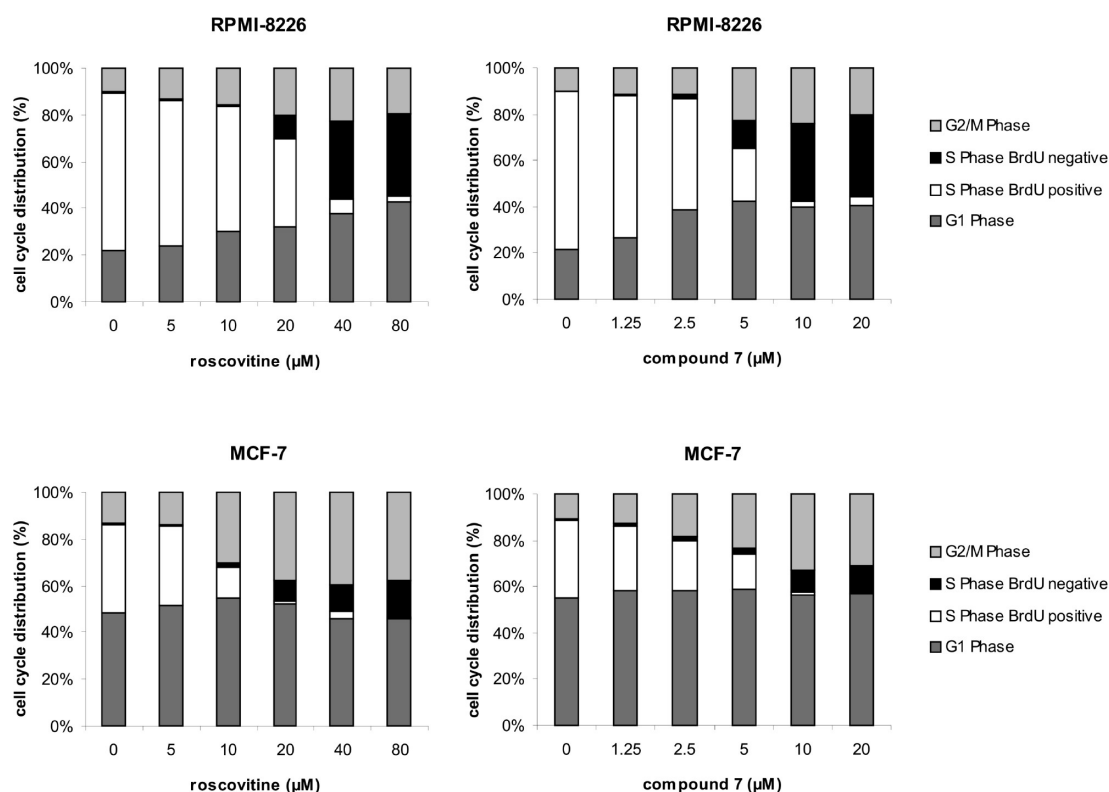 RPMI-8226
cell cycle distribution (%)
100%
80%
60%
40%
20%
0%
0 5 10 20 40 80
roscovitine (µM)
RPMI-8226
cell cycle distribution (%)
100%
80%
60%
40%
20%
0%
0 1.25 2.5 5 10 20
compound 7 (µM)
G2/M Phase
S Phase BrdU negative
S Phase BrdU positive
G1 Phase
MCF-7
cell cycle distribution (%)
100%
80%
60%
40%
20%
0%
0 5 10 20 40 80
roscovitine (µM)
MCF-7
cell cycle distribution (%)
100%
80%
60%
40%
20%
0%
0 1.25 2.5 5 10 20
compound 7 (µM)
G2/M Phase
S Phase BrdU negative
S Phase BrdU positive
G1 Phase